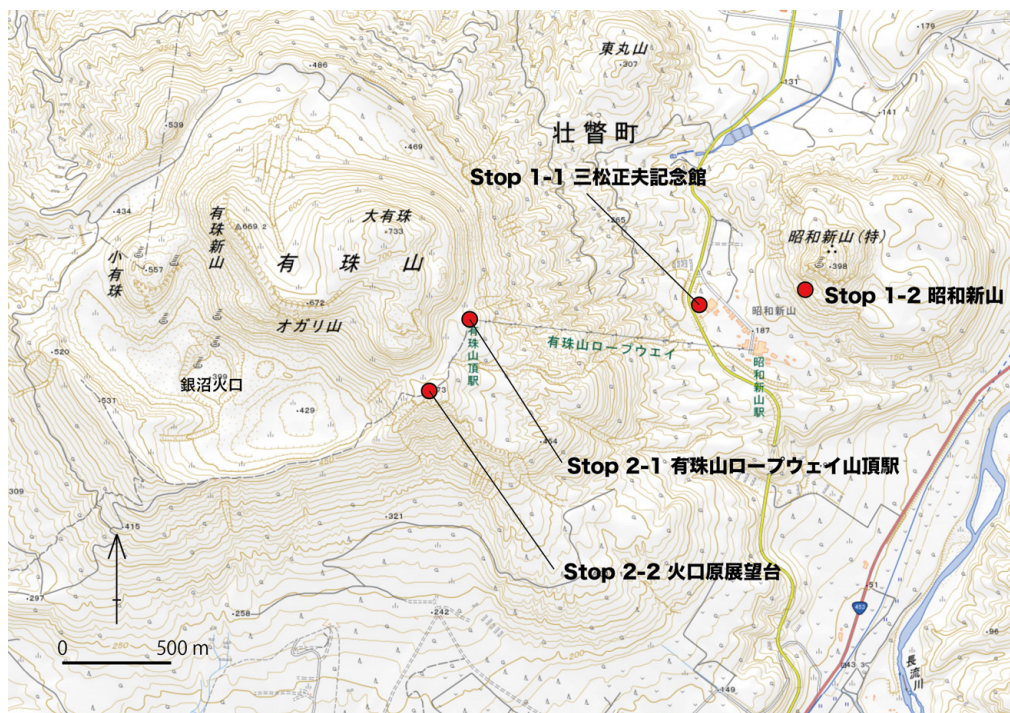 東丸山
・307
・179
・486
・131
・141
・539
壮瞥町
・469
Stop 1-1 三松正夫記念館
・434
有珠新山
669.2
大有珠
・733
・265
昭和新山(特)
・398
小有珠
・557
有珠山
Stop 1-2 昭和新山
・672
オガリ山
昭和新山
・187
有珠山頂駅
有珠山ロープウェイ
・520
・399
銀沼火口
昭和新山駅
・531
・429
・454
Stop 2-1 有珠山ロープウェイ山頂駅
309
・415
・321
Stop 2-2 火口原展望台
・51
・297
・258
・242
453
・96
0 500 m
長流川
43.3
・149